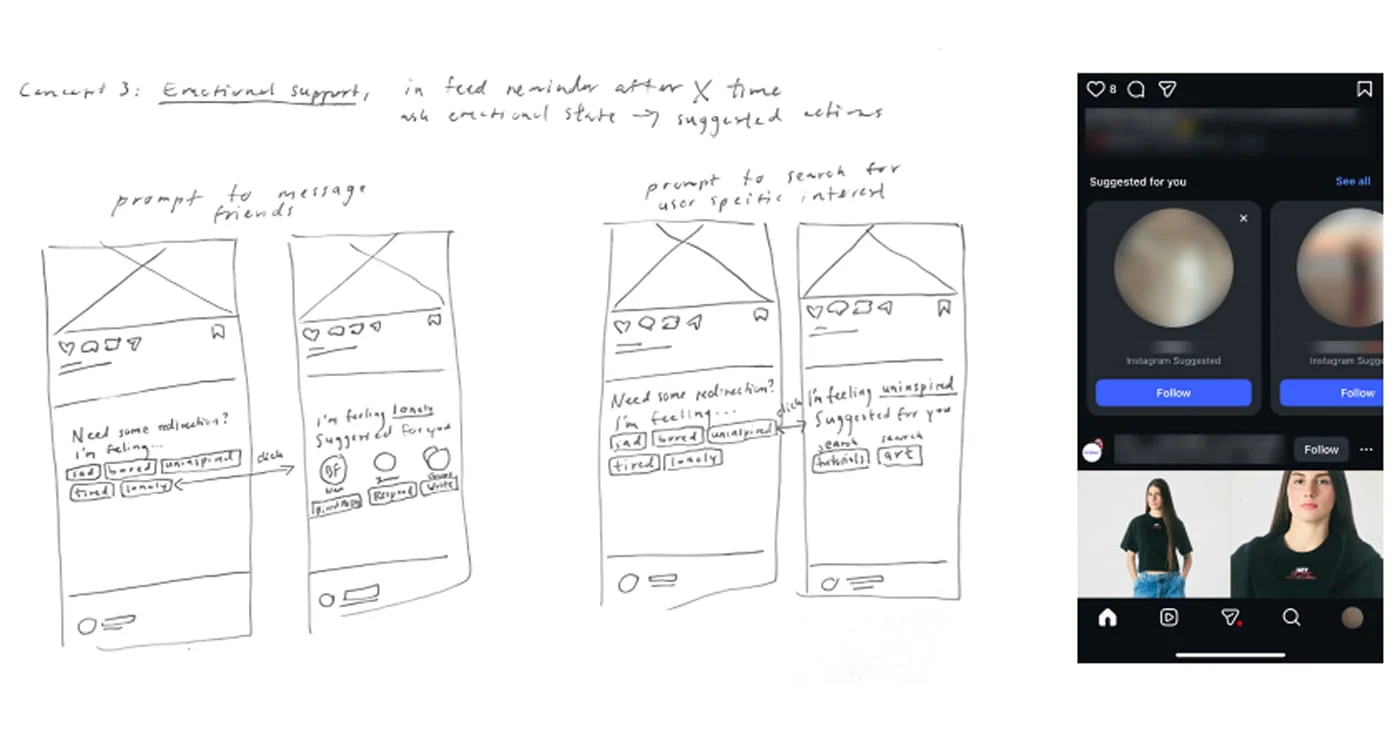 Concept 3: Emotional support, in feed reminder after X time
ask emotional state → suggested actions
prompt to message
friends
Need some redirection?
I'm feeling...
sad bored uninspired
tired lonely
click
I'm feeling lonely
Suggested for you
BF
Respond
Write
prompt to search for
user specific interest
Need some redirection?
I'm feeling...
sad bored uninspired
tired lonely
click
I'm feeling uninspired
Suggested for you
search search
tutorials art
8
Suggested for you See all
Instagram Suggested Instagram Sugge
Follow Follow
Follow